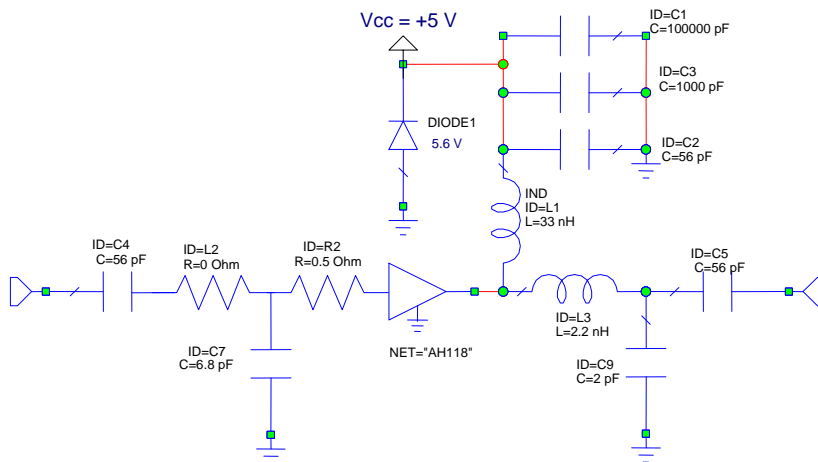 Vcc = +5 V
ID=C1
C=100000 pF
ID=C3
C=1000 pF
DIODE1
5.6 V
ID=C2
C=56 pF
IND
ID=L1
L=33 nH
ID=C4
C=56 pF
ID=L2
R=0 Ohm
ID=R2
R=0.5 Ohm
ID=C5
C=56 pF
ID=L3
L=2.2 nH
ID=C7
C=6.8 pF
NET="AH118"
ID=C9
C=2 pF